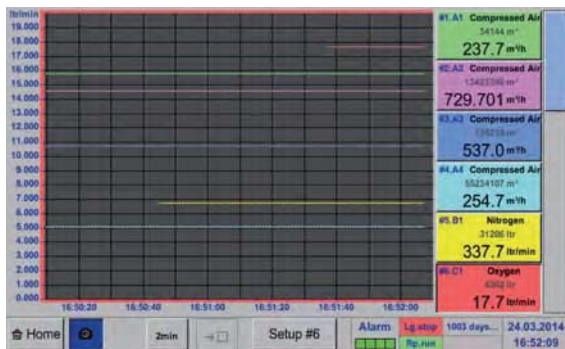 ltr/min
19.000
18.000
17.000
16.000
15.000
14.000
13.000
12.000
11.000
10.000
9.000
8.000
7.000
6.000
5.000
4.000
3.000
2.000
1.000
0.000
16:50:20 16:50:40 16:51:00 16:51:20 16:51:40 16:52:00
#1.A1 Compressed Air
34144 m³
237.7 m³/h
#2.A2 Compressed Air
729.701 m³/h
#3.A3 Compressed Air
537.0 m³/h
#4.A4 Compressed Air
55234107 m³
254.7 m³/h
#5.B1 Nitrogen
31206 ltr
337.7 ltr/min
#6.C1 Oxygen
17.7 ltr/min
Home 2min Setup #6 Alarm Lg.stop 1003 days... 24.03.2014
Rp.run 16:52:09